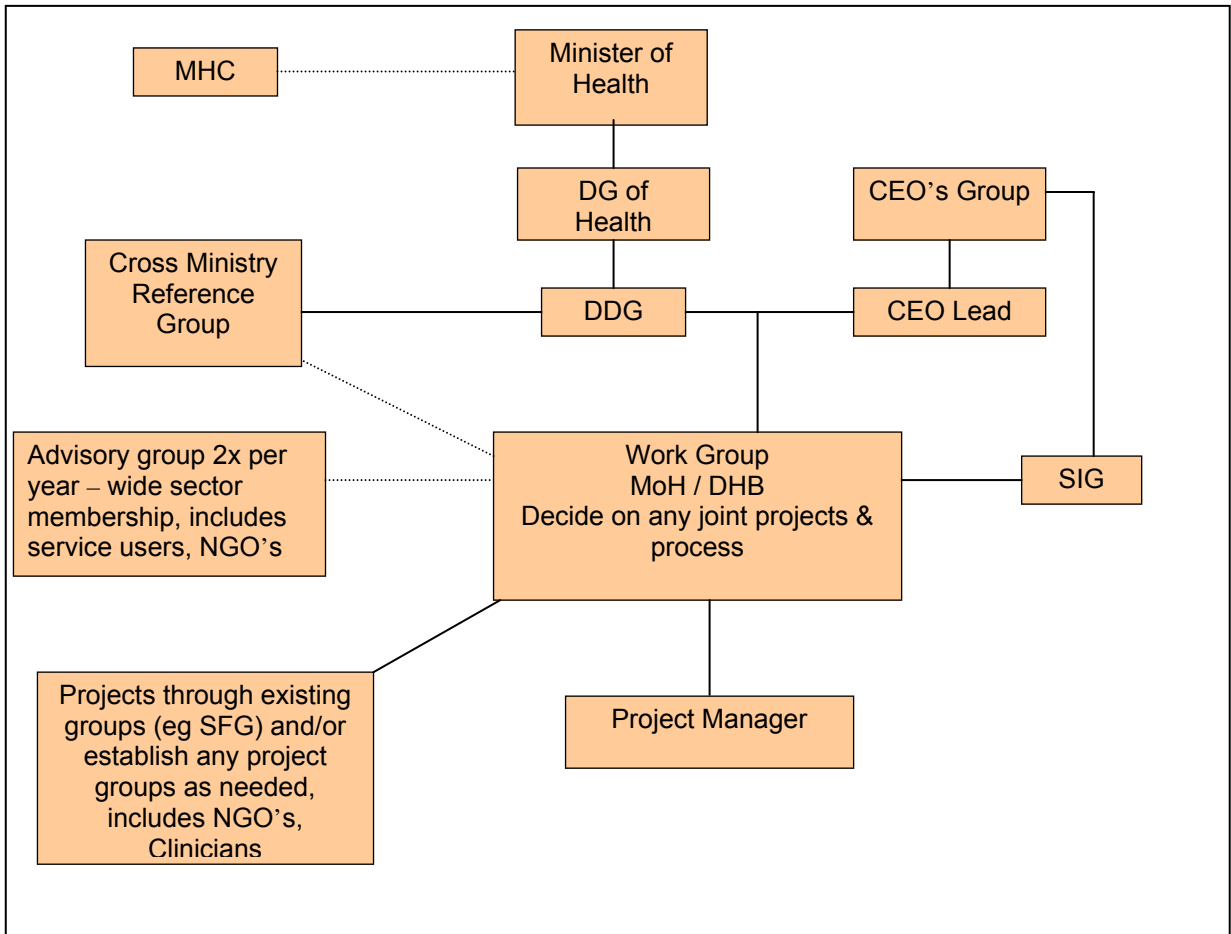 MHC
Minister of
Health
DG of
Health
CEO’s Group
Cross Ministry
Reference
Group
DDG
CEO Lead
Advisory group 2x per
year – wide sector
membership, includes
service users, NGO’s
Work Group
MoH / DHB
Decide on any joint projects &
process
SIG
Projects through existing
groups (eg SFG) and/or
establish any project
groups as needed,
includes NGO’s,
Clinicians
Project Manager